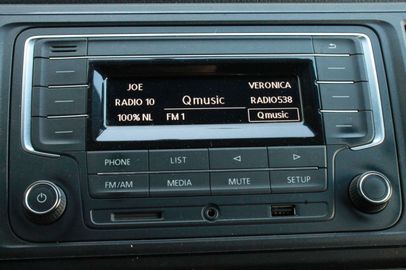 JOE VERONICA
RADIO 10 Qmusic RADIO538
100% NL FM 1 Qmusic
PHONE LIST
FM/AM MEDIA MUTE SETUP